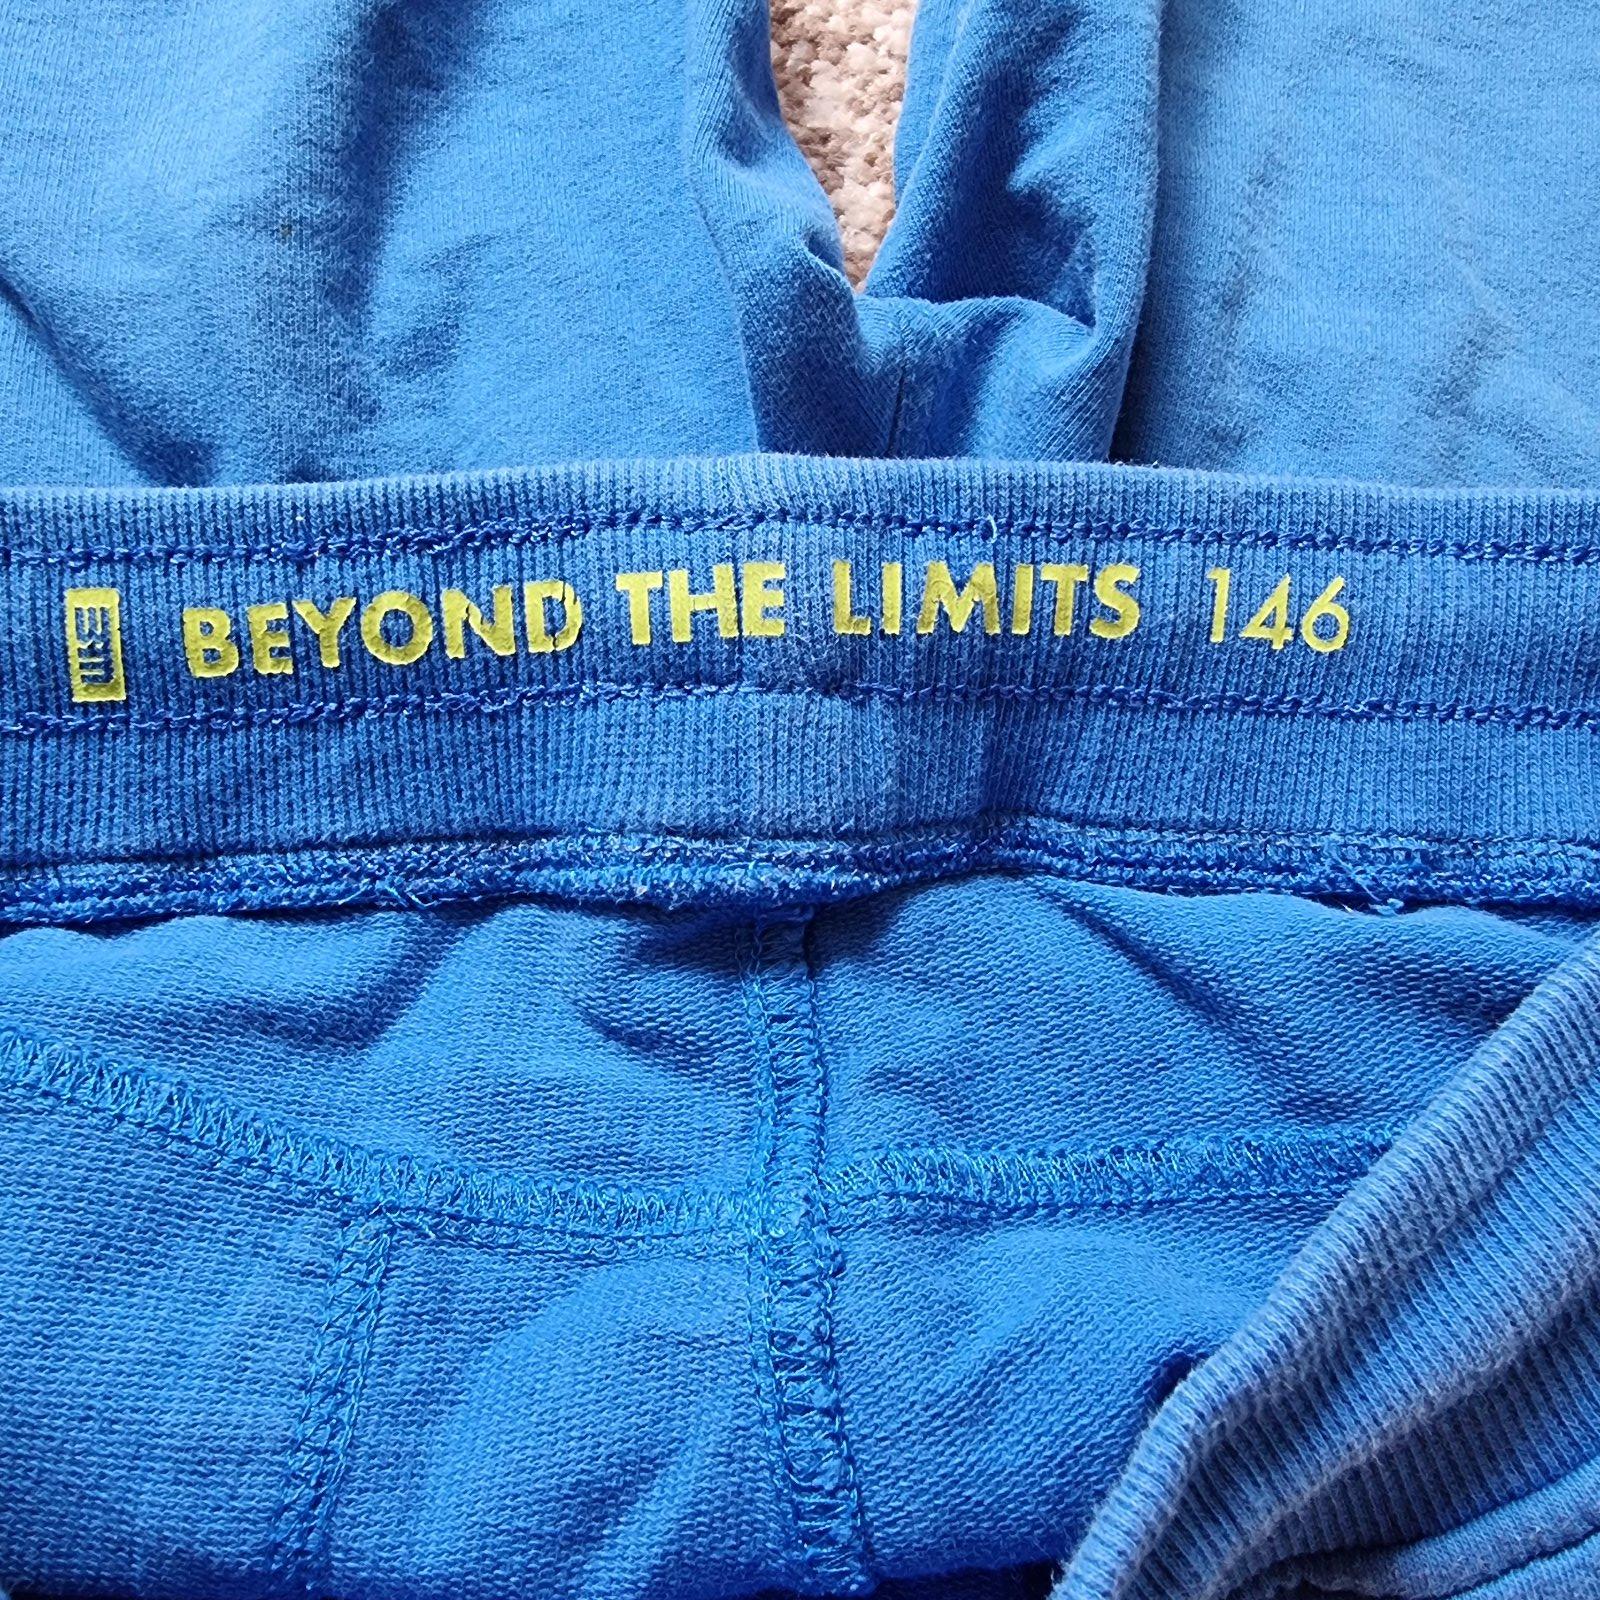 BEYOND THE LIMITS 146